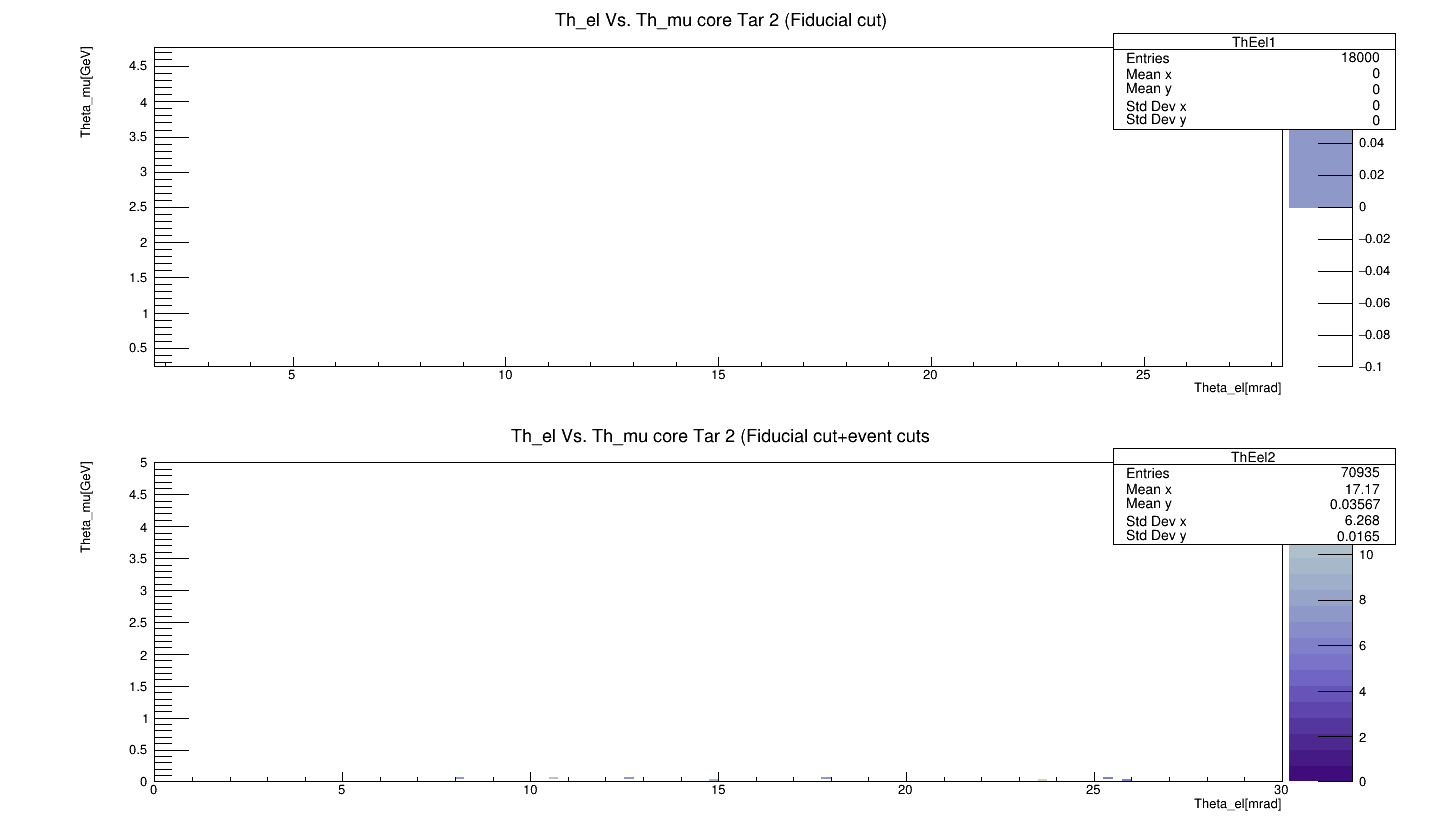 Th_el Vs. Th_mu core Tar 2 (Fiducial cut)
Theta_mu[GeV]
ThEel1
Entries 18000
Mean x 0
Mean y 0
Std Dev x 0
Std Dev y 0
4.5
4
3.5
3
2.5
2
1.5
1
0.5
5 10 15 20 25
Theta_el[mrad]
0.04
0.02
0
−0.02
−0.04
−0.06
−0.08
−0.1
Th_el Vs. Th_mu core Tar 2 (Fiducial cut+event cuts
Theta_mu[GeV]
ThEel2
Entries 70935
Mean x 17.17
Mean y 0.03567
Std Dev x 6.268
Std Dev y 0.0165
5
4.5
4
3.5
3
2.5
2
1.5
1
0.5
0
0 5 10 15 20 25 30
Theta_el[mrad]
10
8
6
4
2
0